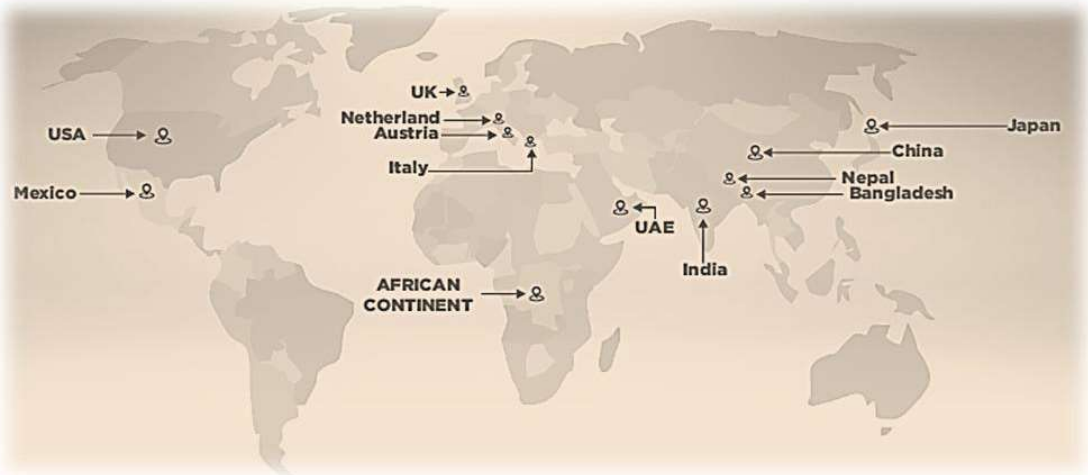 UK
Netherland
Austria
USA
Italy
Mexico
Japan
China
Nepal
Bangladesh
UAE
India
AFRICAN
CONTINENT